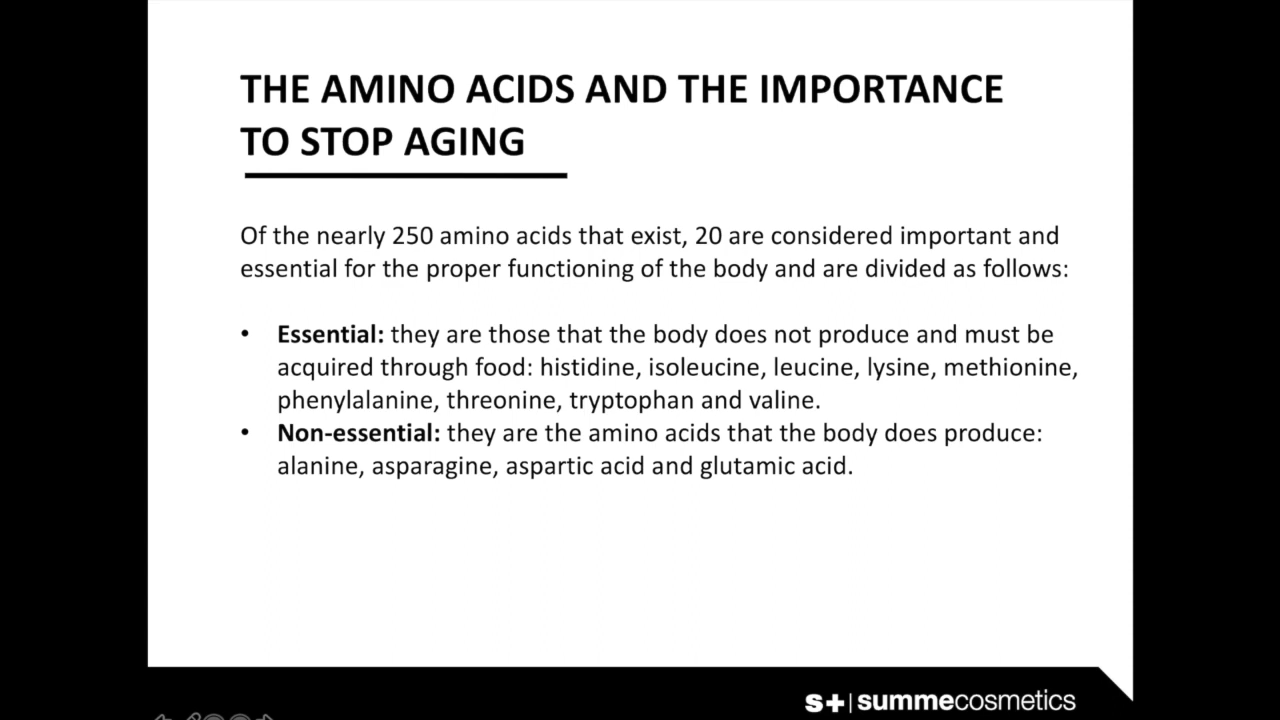 THE AMINO ACIDS AND THE IMPORTANCE
TO STOP AGING
Of the nearly 250 amino acids that exist, 20 are considered important and
essential for the proper functioning of the body and are divided as follows:
• Essential: they are those that the body does not produce and must be
acquired through food: histidine, isoleucine, leucine, lysine, methionine,
phenylalanine, threonine, tryptophan and valine.
• Non-essential: they are the amino acids that the body does produce:
alanine, asparagine, aspartic acid and glutamic acid.
s+|summecosmetics